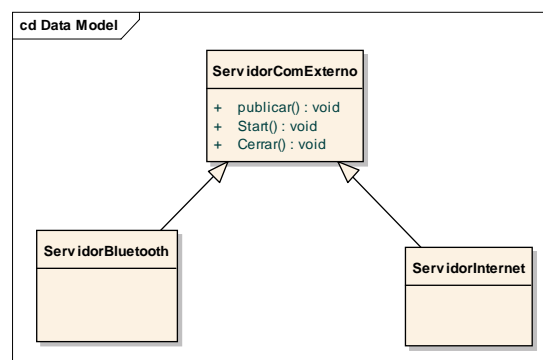 cd Data Model
ServidorComExterno
+ publicar() : void
+ Start() : void
+ Cerrar() : void
ServidorBluetooth
ServidorInternet